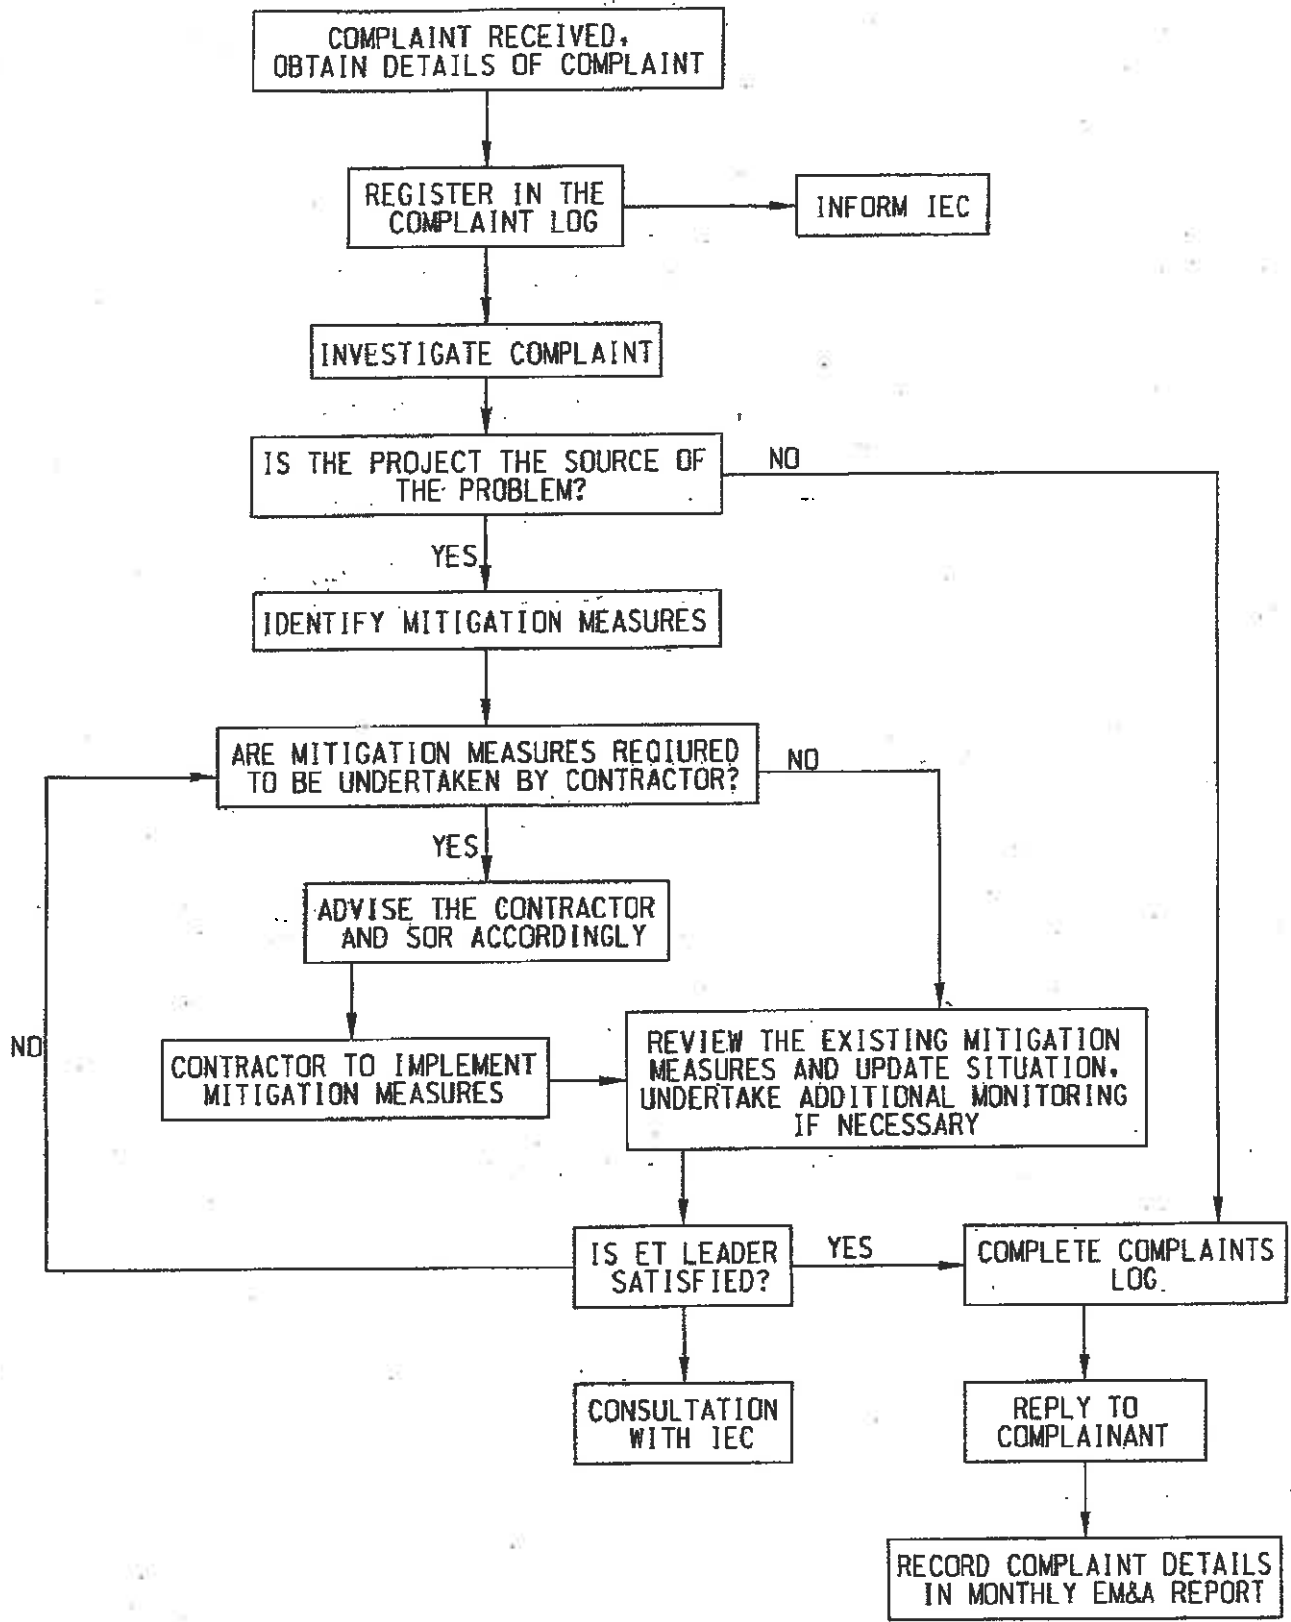 COMPLAINT RECEIVED.
OBTAIN DETAILS OF COMPLAINT
REGISTER IN THE
COMPLAINT LOG
INFORM IEC
INVESTIGATE COMPLAINT
IS THE PROJECT THE SOURCE OF
THE PROBLEM?
NO
YES
IDENTIFY MITIGATION MEASURES
ARE MITIGATION MEASURES REQIURED
TO BE UNDERTAKEN BY CONTRACTOR?
NO
YES
ADVISE THE CONTRACTOR
AND SOR ACCORDINGLY
NO
CONTRACTOR TO IMPLEMENT
MITIGATION MEASURES
REVIEW THE EXISTING MITIGATION
MEASURES AND UPDATE SITUATION.
UNDERTAKE ADDITIONAL MONITORING
IF NECESSARY
IS ET LEADER
SATISFIED?
YES
COMPLETE COMPLAINTS
LOG.
CONSULTATION
WITH IEC
REPLY TO
COMPLAINANT
RECORD COMPLAINT DETAILS
IN MONTHLY EM&A REPORT